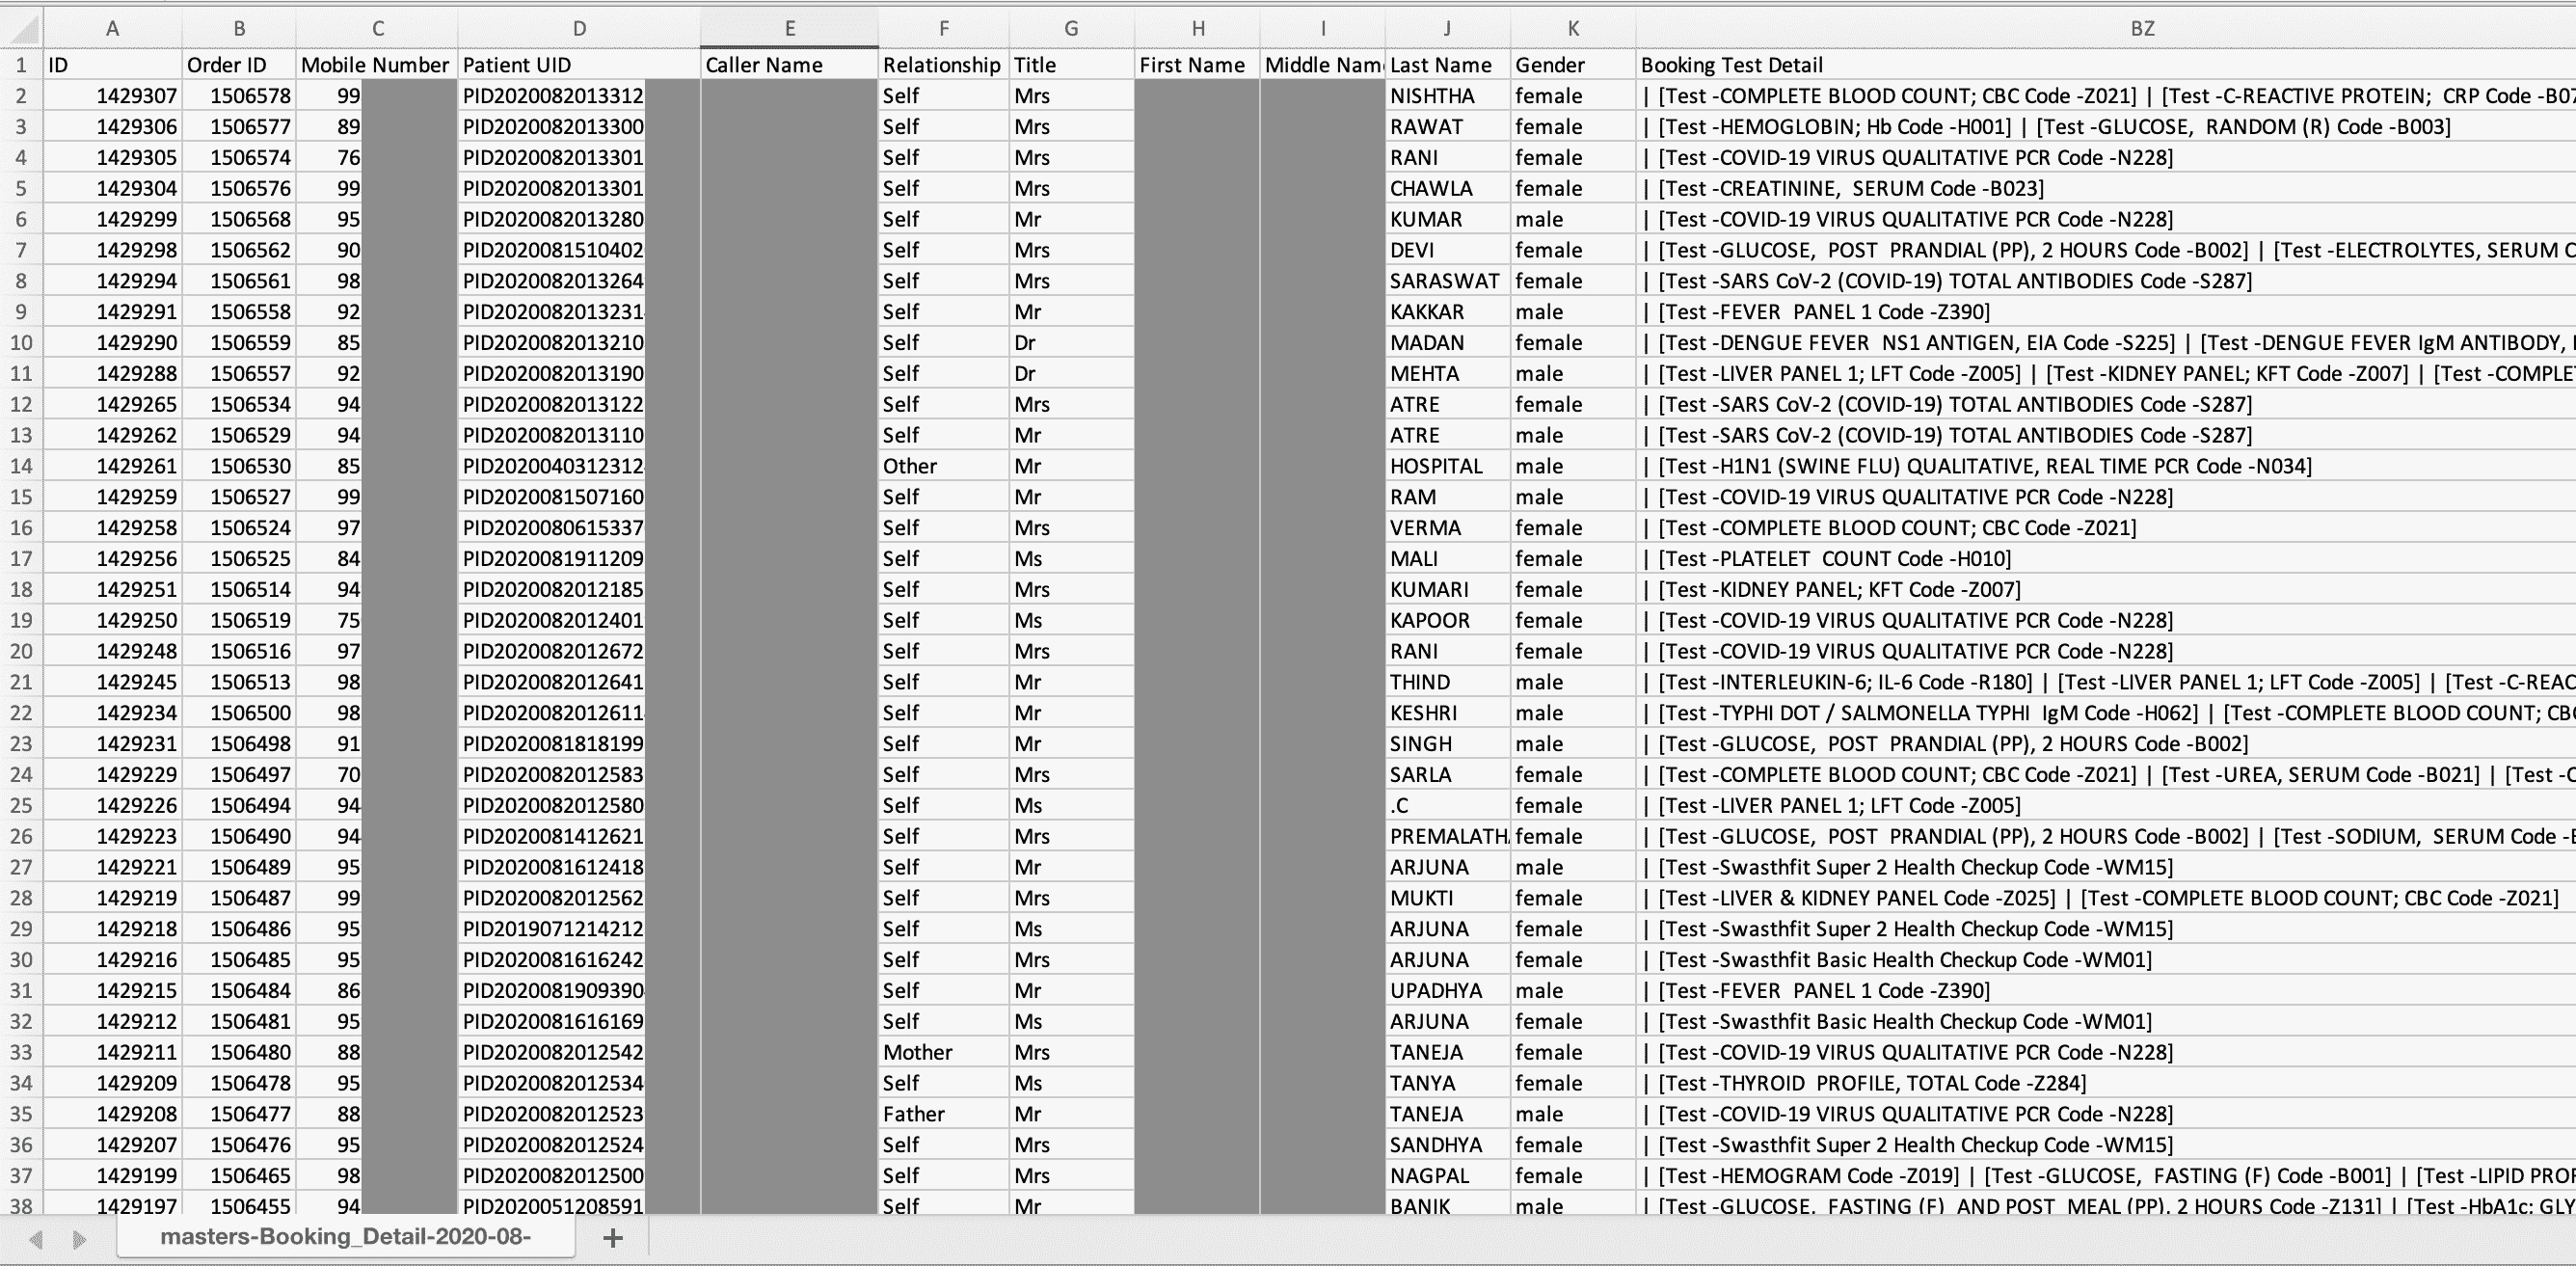 A B C D E F G H I J K BZ
1 ID Order ID Mobile Number Patient UID Caller Name Relationship Title First Name Middle Nam Last Name Gender Booking Test Detail
2 1429307 1506578 99 PID2020082013312 Self Mrs NISHTHA female | [Test -COMPLETE BLOOD COUNT; CBC Code -Z021] | [Test -C-REACTIVE PROTEIN; CRP Code -B07
3 1429306 1506577 89 PID2020082013300 Self Mrs RAWAT female | [Test -HEMOGLOBIN; Hb Code -H001] | [Test -GLUCOSE, RANDOM (R) Code -B003]
4 1429305 1506574 76 PID2020082013301 Self Mrs RANI female | [Test -COVID-19 VIRUS QUALITATIVE PCR Code -N228]
5 1429304 1506576 99 PID2020082013301 Self Mrs CHAWLA female | [Test -CREATININE, SERUM Code -B023]
6 1429299 1506568 95 PID2020082013280 Self Mr KUMAR male | [Test -COVID-19 VIRUS QUALITATIVE PCR Code -N228]
7 1429298 1506562 90 PID2020081510402 Self Mrs DEVI female | [Test -GLUCOSE, POST PRANDIAL (PP), 2 HOURS Code -B002] | [Test -ELECTROLYTES, SERUM C
8 1429294 1506561 98 PID2020082013264 Self Mrs SARASWAT female | [Test -SARS CoV-2 (COVID-19) TOTAL ANTIBODIES Code -S287]
9 1429291 1506558 92 PID2020082013231 Self Mr KAKKAR male | [Test -FEVER PANEL 1 Code -Z390]
10 1429290 1506559 85 PID2020082013210 Self Dr MADAN female | [Test -DENGUE FEVER NS1 ANTIGEN, EIA Code -S225] | [Test -DENGUE FEVER IgM ANTIBODY,
11 1429288 1506557 92 PID2020082013190 Self Dr MEHTA male | [Test -LIVER PANEL 1; LFT Code -Z005] | [Test -KIDNEY PANEL; KFT Code -Z007] | [Test -COMPLE
12 1429265 1506534 94 PID2020082013122 Self Mrs ATRE female | [Test -SARS CoV-2 (COVID-19) TOTAL ANTIBODIES Code -S287]
13 1429262 1506529 94 PID2020082013110 Self Mr ATRE male | [Test -SARS CoV-2 (COVID-19) TOTAL ANTIBODIES Code -S287]
14 1429261 1506530 85 PID2020040312312 Other Mr HOSPITAL male | [Test -H1N1 (SWINE FLU) QUALITATIVE, REAL TIME PCR Code -N034]
15 1429259 1506527 99 PID2020081507160 Self Mr RAM male | [Test -COVID-19 VIRUS QUALITATIVE PCR Code -N228]
16 1429258 1506524 97 PID2020080615337 Self Mrs VERMA female | [Test -COMPLETE BLOOD COUNT; CBC Code -Z021]
17 1429256 1506525 84 PID2020081911209 Self Ms MALI female | [Test -PLATELET COUNT Code -H010]
18 1429251 1506514 94 PID2020082012185 Self Mrs KUMARI female | [Test -KIDNEY PANEL; KFT Code -Z007]
19 1429250 1506519 75 PID2020082012401 Self Ms KAPOOR female | [Test -COVID-19 VIRUS QUALITATIVE PCR Code -N228]
20 1429248 1506516 97 PID2020082012672 Self Mrs RANI female | [Test -COVID-19 VIRUS QUALITATIVE PCR Code -N228]
21 1429245 1506513 98 PID2020082012641 Self Mr THIND male | [Test -INTERLEUKIN-6; IL-6 Code -R180] | [Test -LIVER PANEL 1; LFT Code -Z005] | [Test -C-REAC
22 1429234 1506500 98 PID2020082012611 Self Mr KESHRI male | [Test -TYPHI DOT / SALMONELLA TYPHI IgM Code -H062] | [Test -COMPLETE BLOOD COUNT; CB
23 1429231 1506498 91 PID2020081818199 Self Mr SINGH male | [Test -GLUCOSE, POST PRANDIAL (PP), 2 HOURS Code -B002]
24 1429229 1506497 70 PID2020082012583 Self Mrs SARLA female | [Test -COMPLETE BLOOD COUNT; CBC Code -Z021] | [Test -UREA, SERUM Code -B021] | [Test -C
25 1429226 1506494 94 PID2020082012580 Self Ms .C female | [Test -LIVER PANEL 1; LFT Code -Z005]
26 1429223 1506490 94 PID2020081412621 Self Mrs PREMALATH female | [Test -GLUCOSE, POST PRANDIAL (PP), 2 HOURS Code -B002] | [Test -SODIUM, SERUM Code -
27 1429221 1506489 95 PID2020081612418 Self Mr ARJUNA male | [Test -Swasthfit Super 2 Health Checkup Code -WM15]
28 1429219 1506487 99 PID2020082012562 Self Mrs MUKTI female | [Test -LIVER & KIDNEY PANEL Code -Z025] | [Test -COMPLETE BLOOD COUNT; CBC Code -Z021]
29 1429218 1506486 95 PID2019071214212 Self Ms ARJUNA female | [Test -Swasthfit Super 2 Health Checkup Code -WM15]
30 1429216 1506485 95 PID2020081616242 Self Mrs ARJUNA female | [Test -Swasthfit Basic Health Checkup Code -WM01]
31 1429215 1506484 86 PID2020081909390 Self Mr UPADHYA male | [Test -FEVER PANEL 1 Code -Z390]
32 1429212 1506481 95 PID2020081616169 Self Ms ARJUNA female | [Test -Swasthfit Basic Health Checkup Code -WM01]
33 1429211 1506480 88 PID2020082012542 Mother Mrs TANEJA female | [Test -COVID-19 VIRUS QUALITATIVE PCR Code -N228]
34 1429209 1506478 95 PID2020082012534 Self Ms TANYA female | [Test -THYROID PROFILE, TOTAL Code -Z284]
35 1429208 1506477 88 PID2020082012523 Father Mr TANEJA male | [Test -COVID-19 VIRUS QUALITATIVE PCR Code -N228]
36 1429207 1506476 95 PID2020082012524 Self Mrs SANDHYA female | [Test -Swasthfit Super 2 Health Checkup Code -WM15]
37 1429199 1506465 98 PID2020082012500 Self Mrs NAGPAL female | [Test -HEMOGRAM Code -Z019] | [Test -GLUCOSE, FASTING (F) Code -B001] | [Test -LIPID PROF
38 1429197 1506455 94 PID2020051208591 Self Mr BANIK male | [Test -GLUCOSE, FASTING (F) AND POST MEAL (PP), 2 HOURS Code -Z131] | [Test -HbA1c; GLY
masters-Booking_Detail-2020-08- +